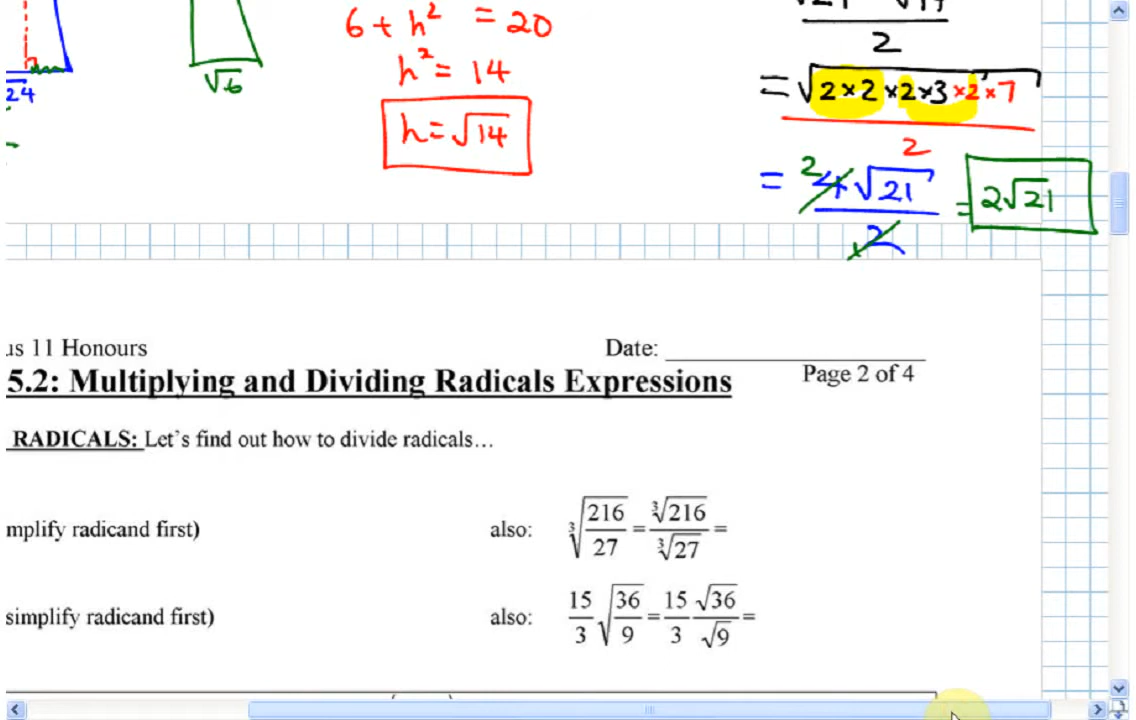 6 + h² = 20
h² = 14
h = √14
√24
√6
2
= √2×2×2×3×2×7
2
= ²4√21 = 2√21
2
us 11 Honours
Date:
5.2: Multiplying and Dividing Radicals Expressions
Page 2 of 4
RADICALS: Let's find out how to divide radicals…
mplify radicand first)
also: ∛(216/27) = ∛216/∛27 =
simplify radicand first)
also: 15/3 √(36/9) = 15/3 √36/√9 =